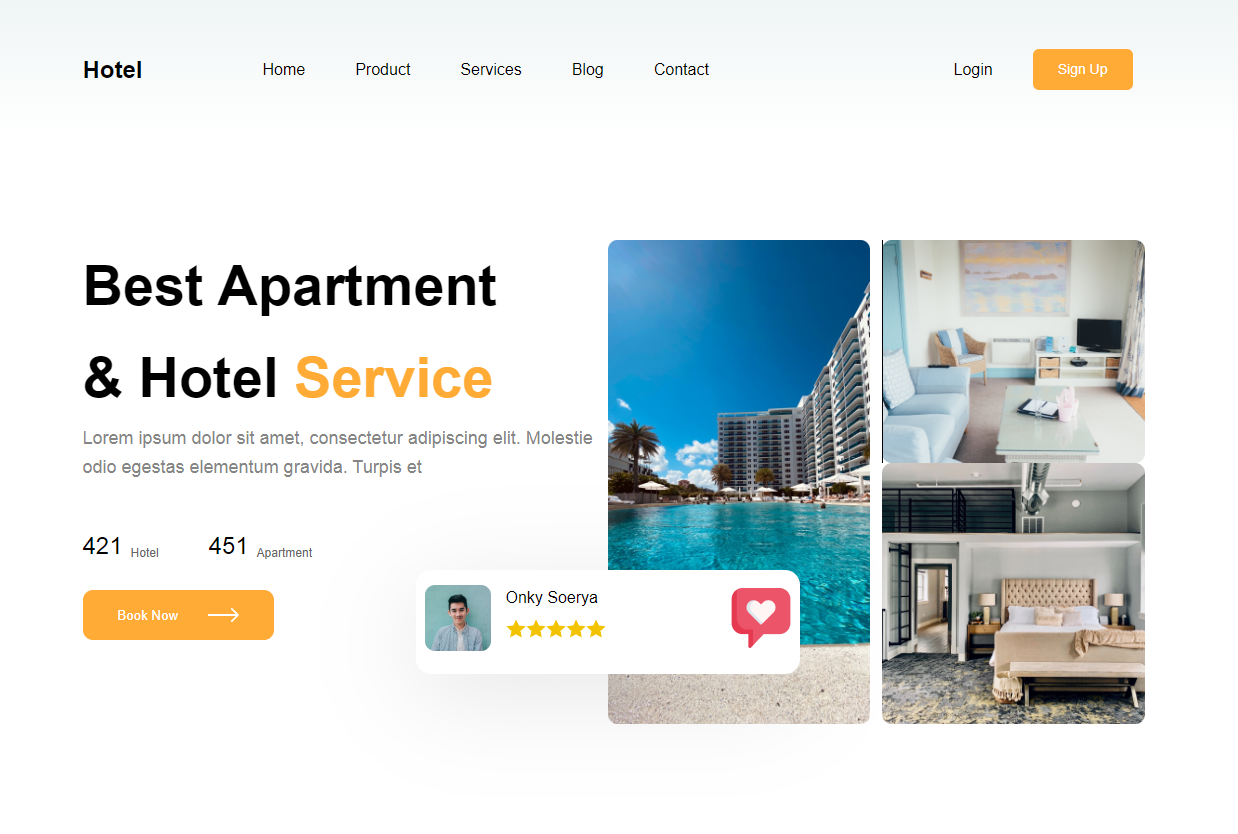 Hotel
Home Product Services Blog Contact
Login
Sign Up
Best Apartment
& Hotel Service
Lorem ipsum dolor sit amet, consectetur adipiscing elit. Molestie
odio egestas elementum gravida. Turpis et
421 Hotel 451 Apartment
Book Now
Onky Soerya